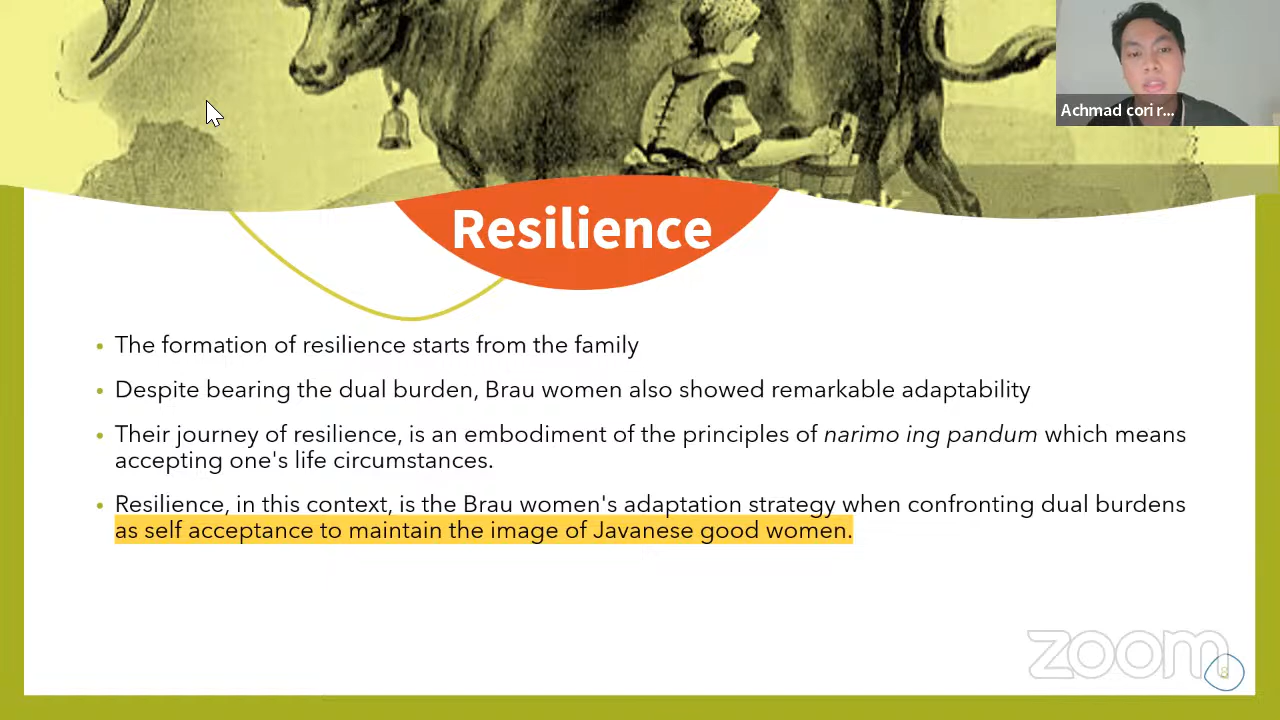 Achmad cori r...
Resilience
• The formation of resilience starts from the family
• Despite bearing the dual burden, Brau women also showed remarkable adaptability
• Their journey of resilience, is an embodiment of the principles of narimo ing pandum which means
accepting one's life circumstances.
• Resilience, in this context, is the Brau women's adaptation strategy when confronting dual burdens
as self acceptance to maintain the image of Javanese good women.
zoom
8